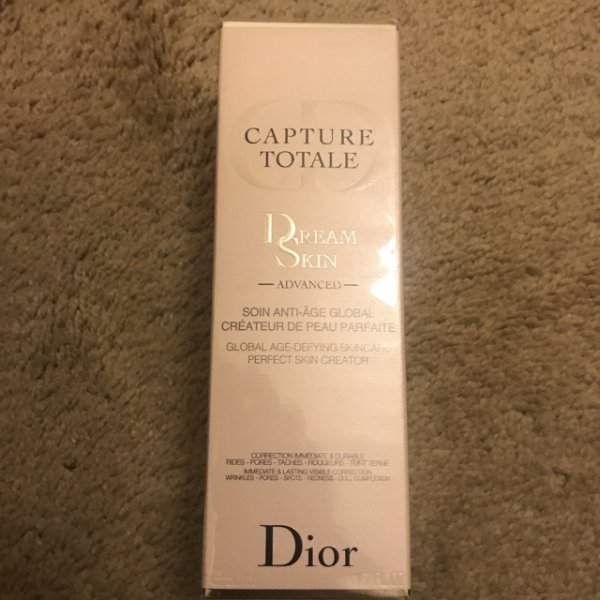 CAPTURE
TOTALE
DREAM
SKIN
— ADVANCED —
SOIN ANTI-ÂGE GLOBAL
CRÉATEUR DE PEAU PARFAITE
GLOBAL AGE-DEFYING SKINCARE
PERFECT SKIN CREATOR
CORRECTION IMMÉDIATE & DURABLE
RIDES - PORES - TACHES - ROUGEURS - TEINT TERNE
IMMEDIATE & LASTING VISIBLE CORRECTION
WRINKLES - PORES - SPOTS - REDNESS - DULL COMPLEXION
Dior